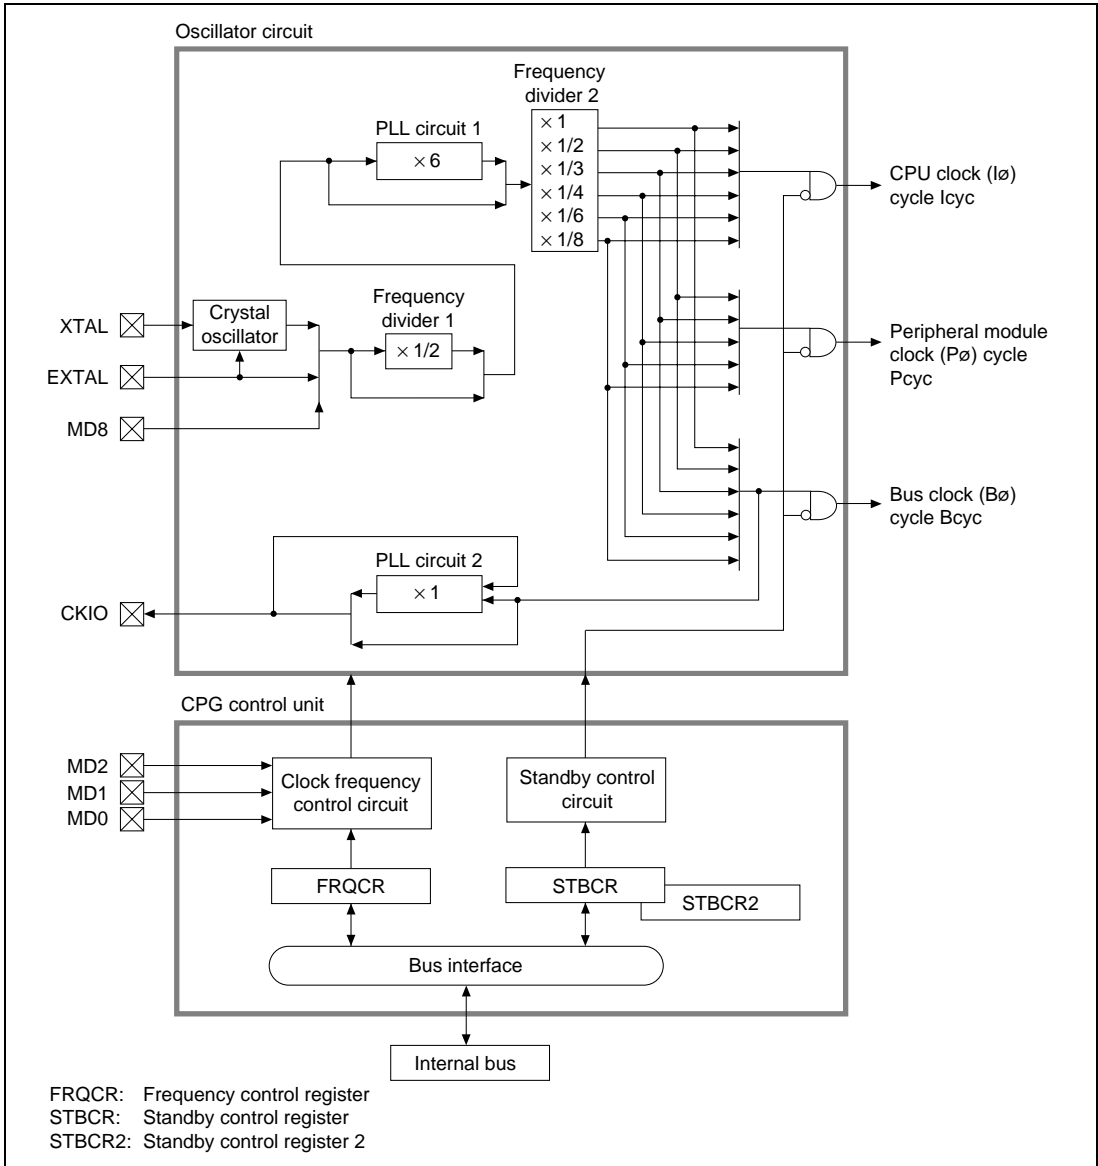 Oscillator circuit
Frequency
divider 2
PLL circuit 1
× 6
× 1
× 1/2
× 1/3
× 1/4
× 1/6
× 1/8
CPU clock (Iø)
cycle Icyc
XTAL
Crystal
oscillator
Frequency
divider 1
× 1/2
EXTAL
MD8
Peripheral module
clock (Pø) cycle
Pcyc
Bus clock (Bø)
cycle Bcyc
PLL circuit 2
× 1
CKIO
CPG control unit
MD2
MD1
MD0
Clock frequency
control circuit
Standby control
circuit
FRQCR
STBCR
STBCR2
Bus interface
Internal bus
FRQCR: Frequency control register
STBCR: Standby control register
STBCR2: Standby control register 2